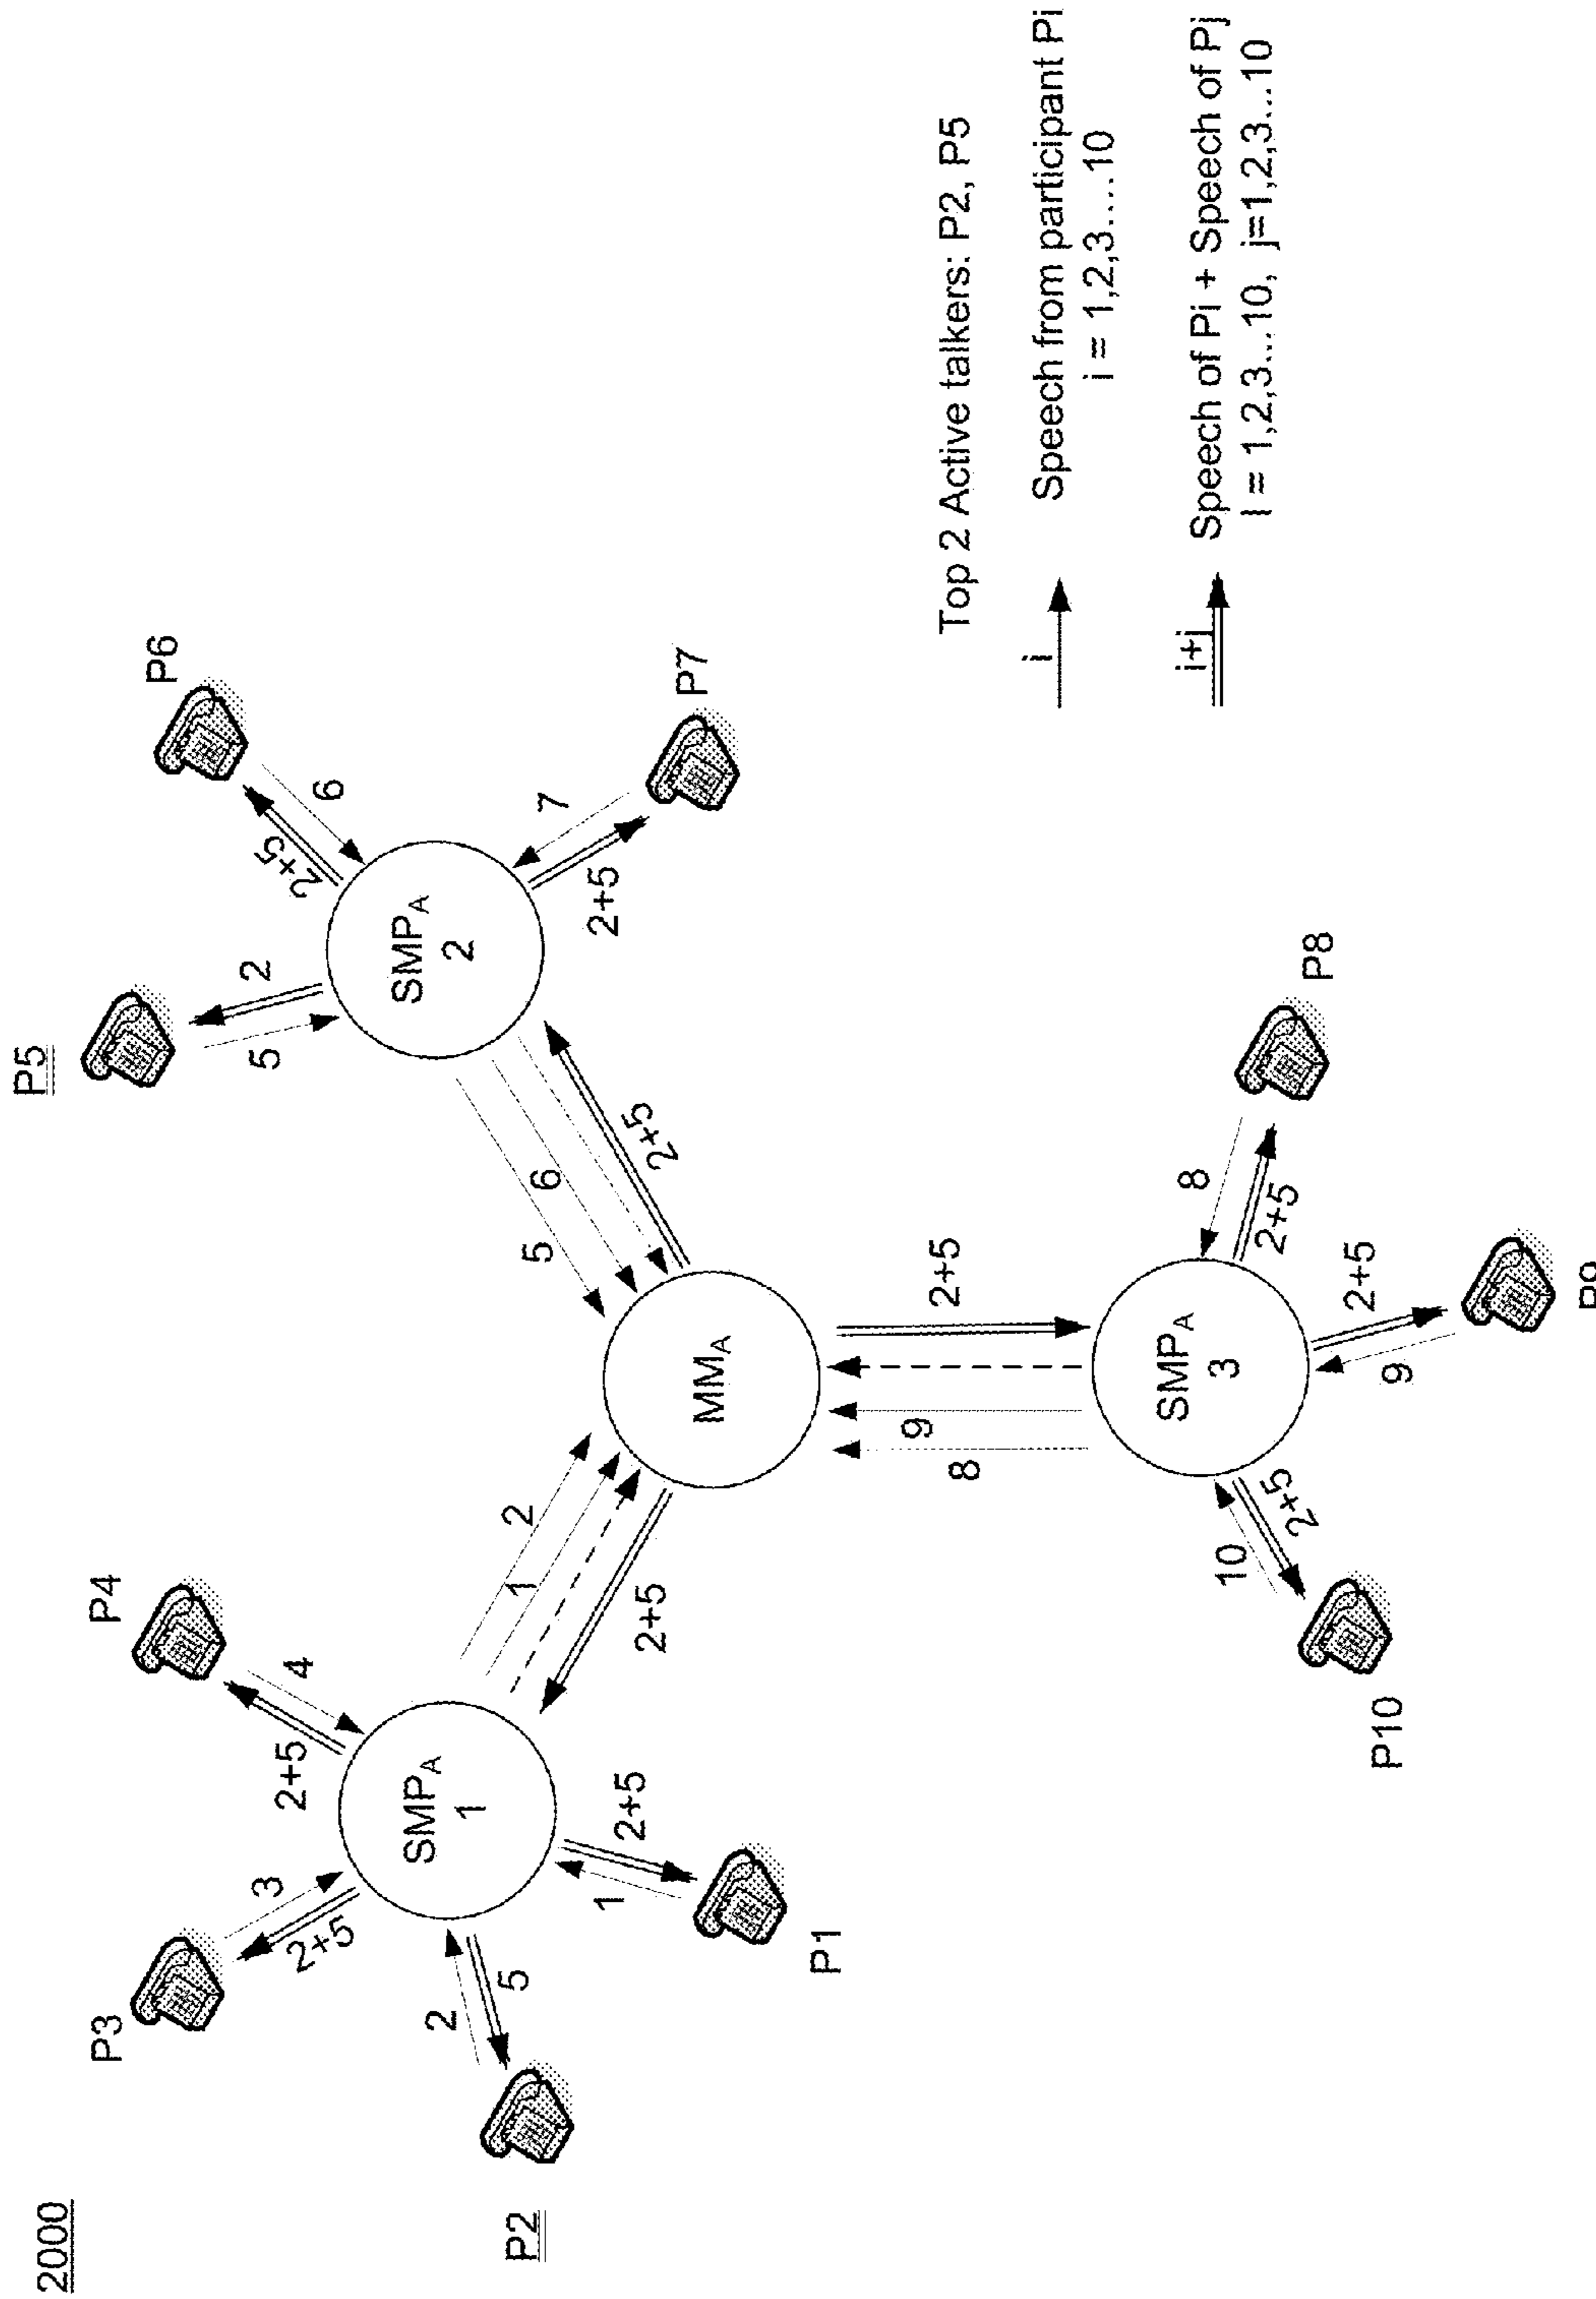 2000
P3
3
2+5
P4
4
2+5
SMPA
1
P2
2
5
1
2+5
P1
2
1
2+5
P5
5
2
P6
2+5
6
SMPA
2
7
2+5
P7
5
6
2+5
MMA
8
9
2+5
SMPA
3
10
2+5
P10
9
2+5
P9
8
2+5
P8
Top 2 Active talkers: P2, P5
i
Speech from participant Pi
i = 1,2,3....10
i+j
Speech of Pi + Speech of Pj
I = 1,2,3...10, j=1,2,3...10